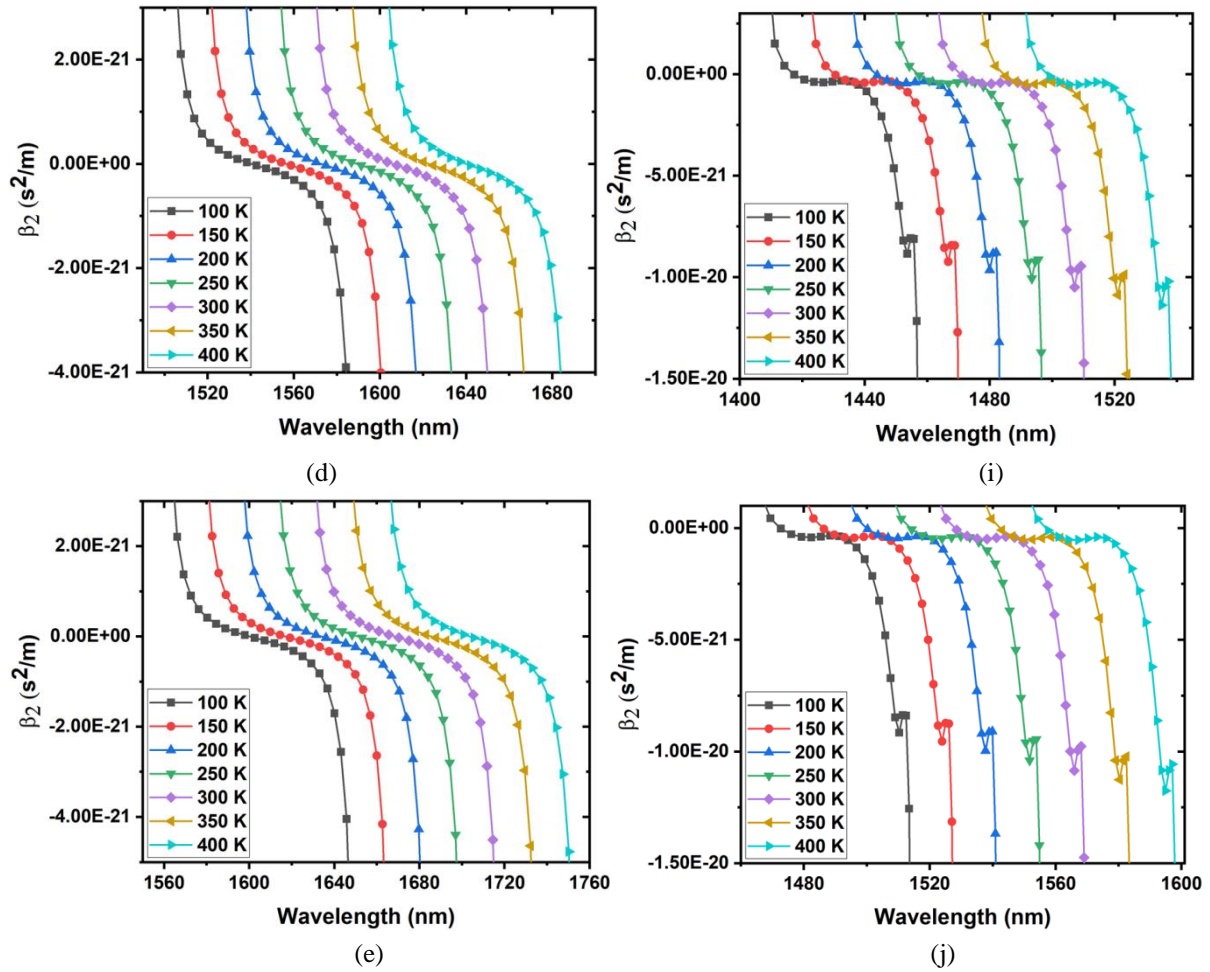 2.00E-21
0.00E+00
-2.00E-21
-4.00E-21
β₂ (s²/m)
100 K
150 K
200 K
250 K
300 K
350 K
400 K
1520 1560 1600 1640 1680
Wavelength (nm)
(d)
0.00E+00
-5.00E-21
-1.00E-20
-1.50E-20
β₂ (s²/m)
100 K
150 K
200 K
250 K
300 K
350 K
400 K
1400 1440 1480 1520
Wavelength (nm)
(i)
2.00E-21
0.00E+00
-2.00E-21
-4.00E-21
β₂ (s²/m)
100 K
150 K
200 K
250 K
300 K
350 K
400 K
1560 1600 1640 1680 1720 1760
Wavelength (nm)
(e)
0.00E+00
-5.00E-21
-1.00E-20
-1.50E-20
β₂ (s²/m)
100 K
150 K
200 K
250 K
300 K
350 K
400 K
1480 1520 1560 1600
Wavelength (nm)
(j)